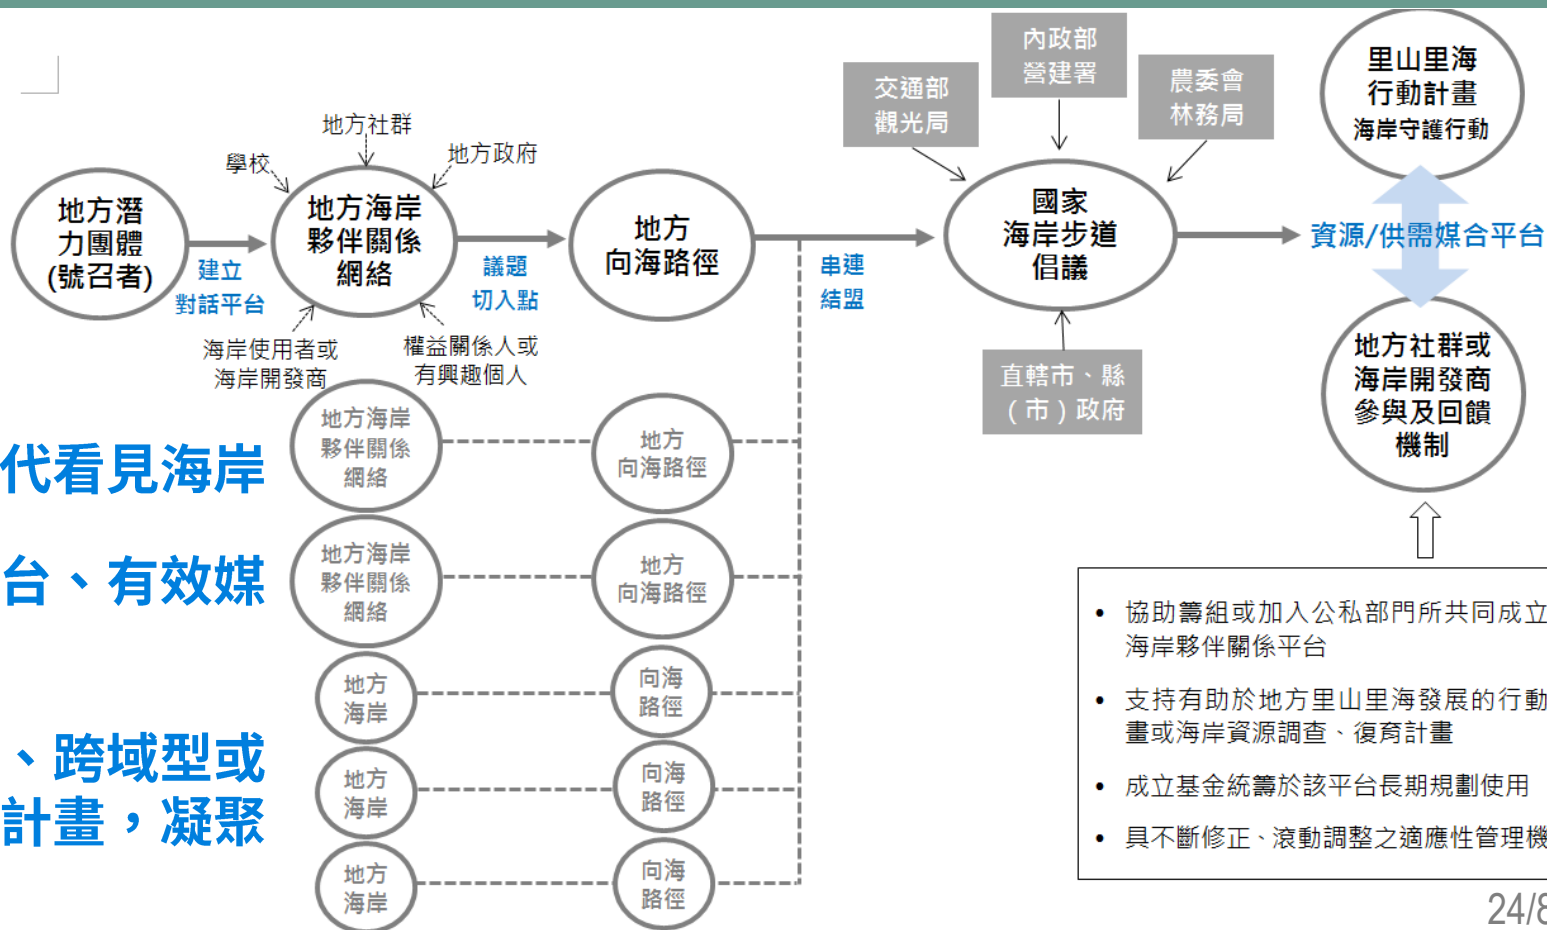 內政部
營建署
交通部
觀光局
農委會
林務局
里山里海
行動計畫
海岸守護行動
地方社群
學校
地方政府
地方潛
力團體
(號召者)
建立
對話平台
地方海岸
夥伴關係
網絡
議題
切入點
地方
向海路徑
串連
結盟
國家
海岸步道
倡議
資源/供需媒合平台
海岸使用者或
海岸開發商
權益關係人或
有興趣個人
直轄市、縣
（市）政府
地方社群或
海岸開發商
參與及回饋
機制
地方海岸
夥伴關係
網絡
地方
向海路徑
代看見海岸
地方海岸
夥伴關係
網絡
地方
向海路徑
台、有效媒
地方
海岸
向海
路徑
、跨域型或
計畫，凝聚
地方
海岸
向海
路徑
地方
海岸
向海
路徑
• 協助籌組或加入公私部門所共同成立
海岸夥伴關係平台
• 支持有助於地方里山里海發展的行動
畫或海岸資源調查、復育計畫
• 成立基金統籌於該平台長期規劃使用
• 具不斷修正、滾動調整之適應性管理機
24/8